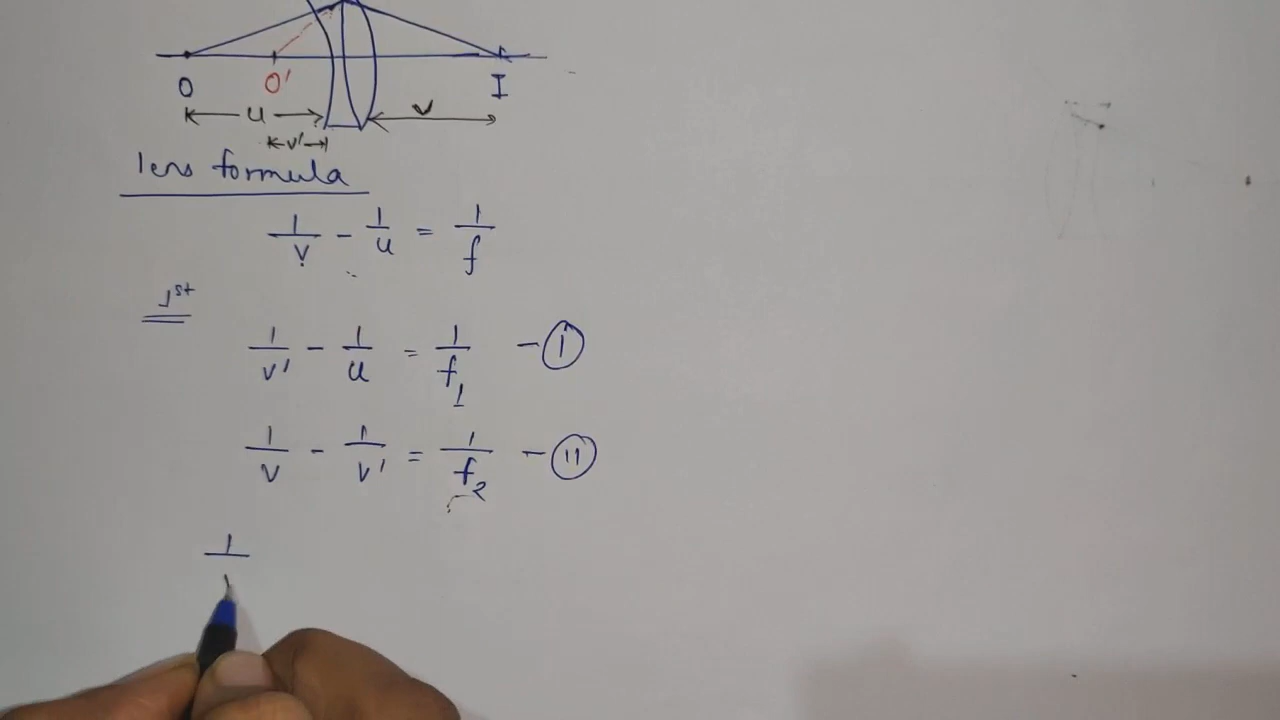 O O' I
u v
v'
lens formula
1/v - 1/u = 1/f
1st
1/v' - 1/u = 1/f1 - (I)
1/v - 1/v' = 1/f2 - (II)
1